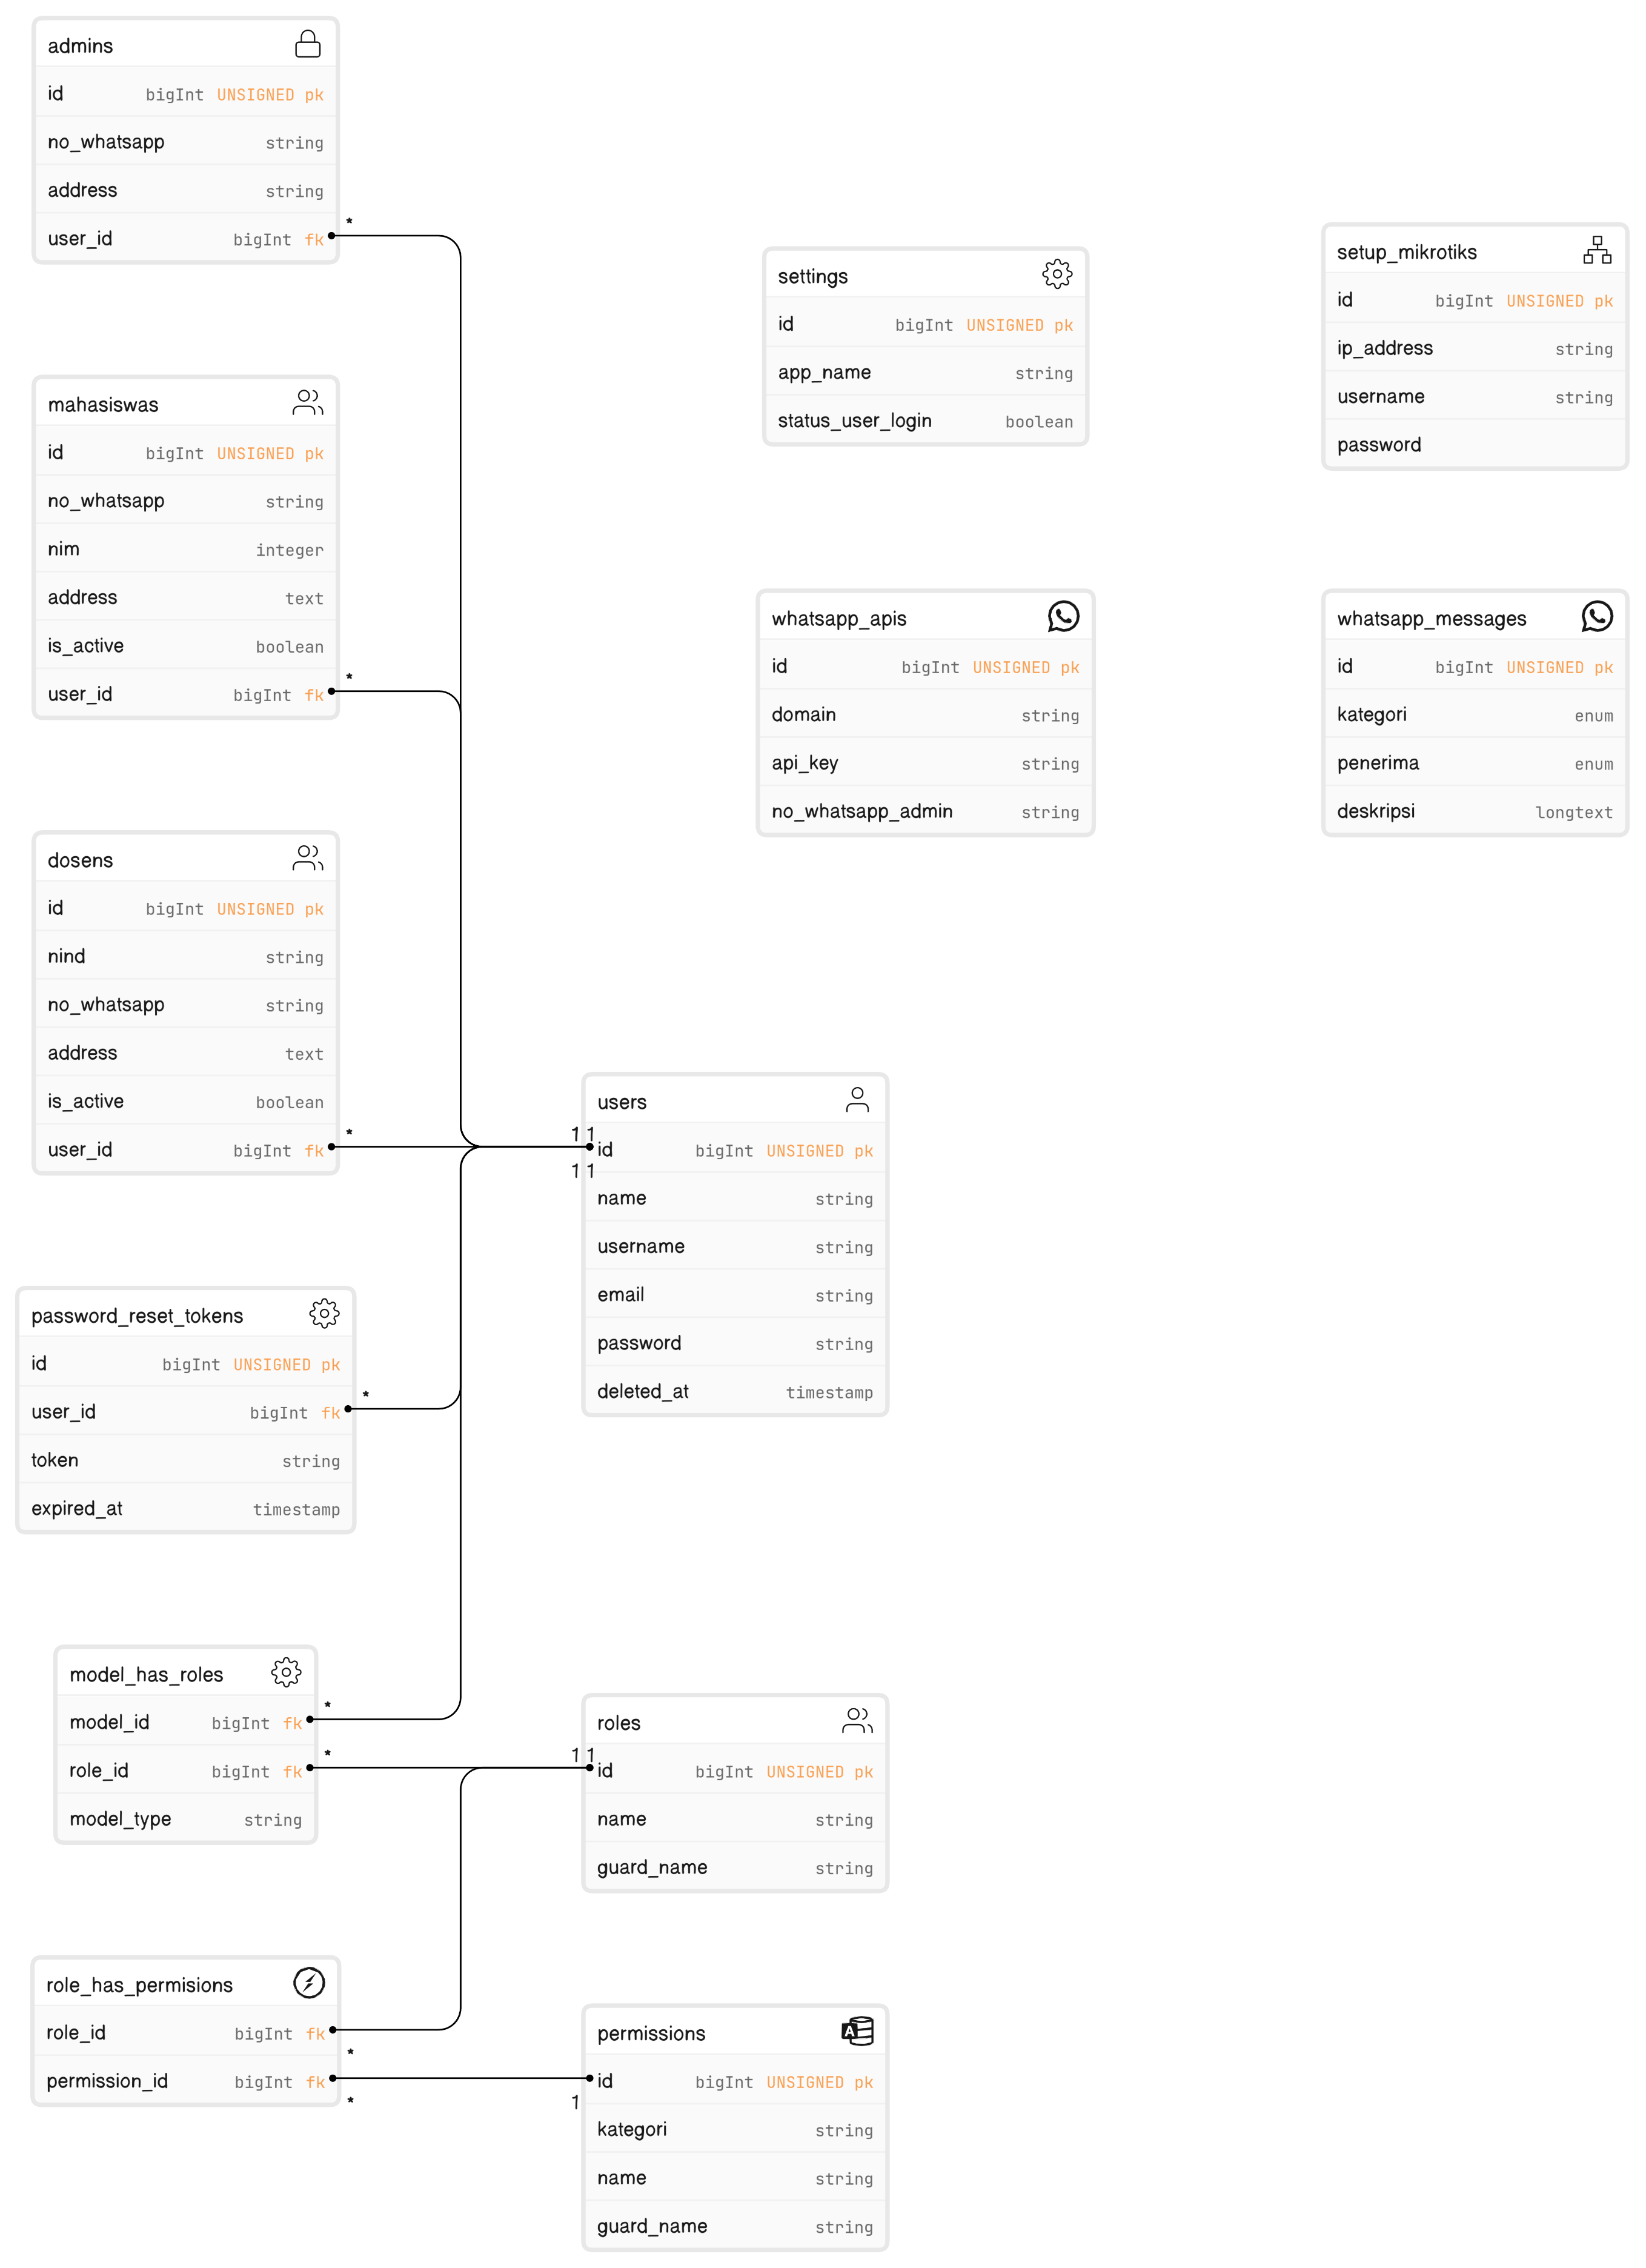 admins
id bigInt UNSIGNED pk
no_whatsapp string
address string
user_id bigInt fk
*
mahasiswas
id bigInt UNSIGNED pk
no_whatsapp string
nim integer
address text
is_active boolean
user_id bigInt fk
*
dosens
id bigInt UNSIGNED pk
nind string
no_whatsapp string
address text
is_active boolean
user_id bigInt fk
*
password_reset_tokens
id bigInt UNSIGNED pk
user_id bigInt fk
*
token string
expired_at timestamp
model_has_roles
model_id bigInt fk
*
role_id bigInt fk
*
model_type string
role_has_permisions
role_id bigInt fk
*
permission_id bigInt fk
*
settings
id bigInt UNSIGNED pk
app_name string
status_user_login boolean
setup_mikrotiks
id bigInt UNSIGNED pk
ip_address string
username string
password
whatsapp_apis
id bigInt UNSIGNED pk
domain string
api_key string
no_whatsapp_admin string
whatsapp_messages
id bigInt UNSIGNED pk
kategori enum
penerima enum
deskripsi longtext
users
1 1
id bigInt UNSIGNED pk
1 1
name string
username string
email string
password string
deleted_at timestamp
roles
1 1
id bigInt UNSIGNED pk
name string
guard_name string
permissions
id bigInt UNSIGNED pk
1
kategori string
name string
guard_name string